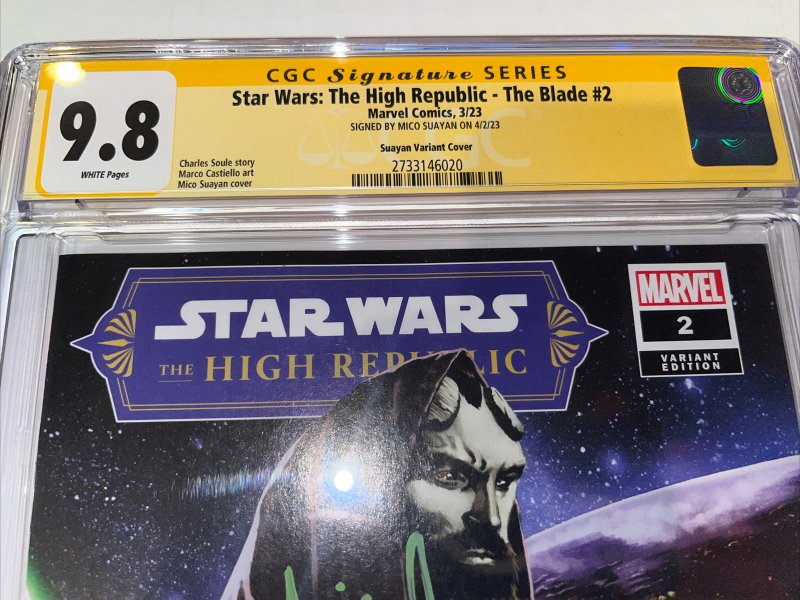 CGC Signature SERIES
Star Wars: The High Republic - The Blade #2
Marvel Comics, 3/23
SIGNED BY MICO SUAYAN ON 4/2/23
Suayan Variant Cover
2733146020
9.8
WHITE Pages
Charles Soule story
Marco Castiello art
Mico Suayan cover
STAR WARS
THE HIGH REPUBLIC
MARVEL
2
VARIANT
EDITION